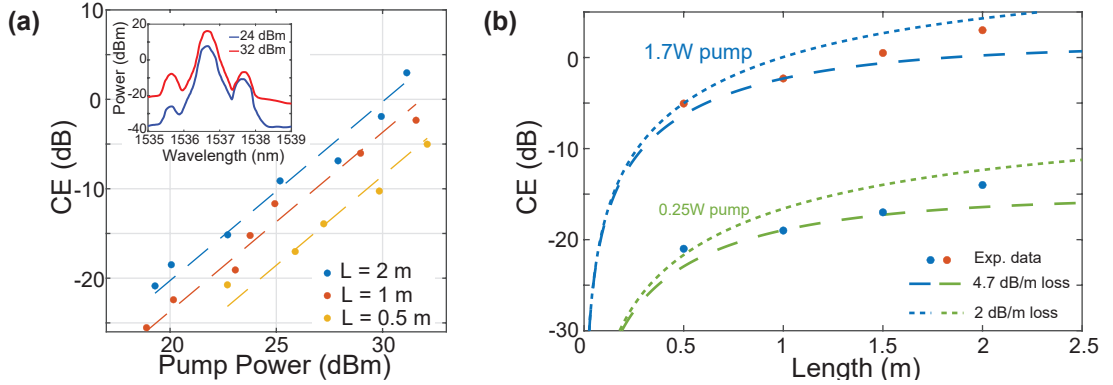 (a)
10
0
-10
-20
CE (dB)
20
25
30
Pump Power (dBm)
20
0
-20
-40
Power (dBm)
24 dBm
32 dBm
1535
1536
1537
1538
1539
Wavelength (nm)
L = 2 m
L = 1 m
L = 0.5 m
(b)
0
-10
-20
-30
CE (dB)
1.7W pump
0.25W pump
Exp. data
4.7 dB/m loss
2 dB/m loss
0
0.5
1.0
1.5
2.0
2.5
Length (m)